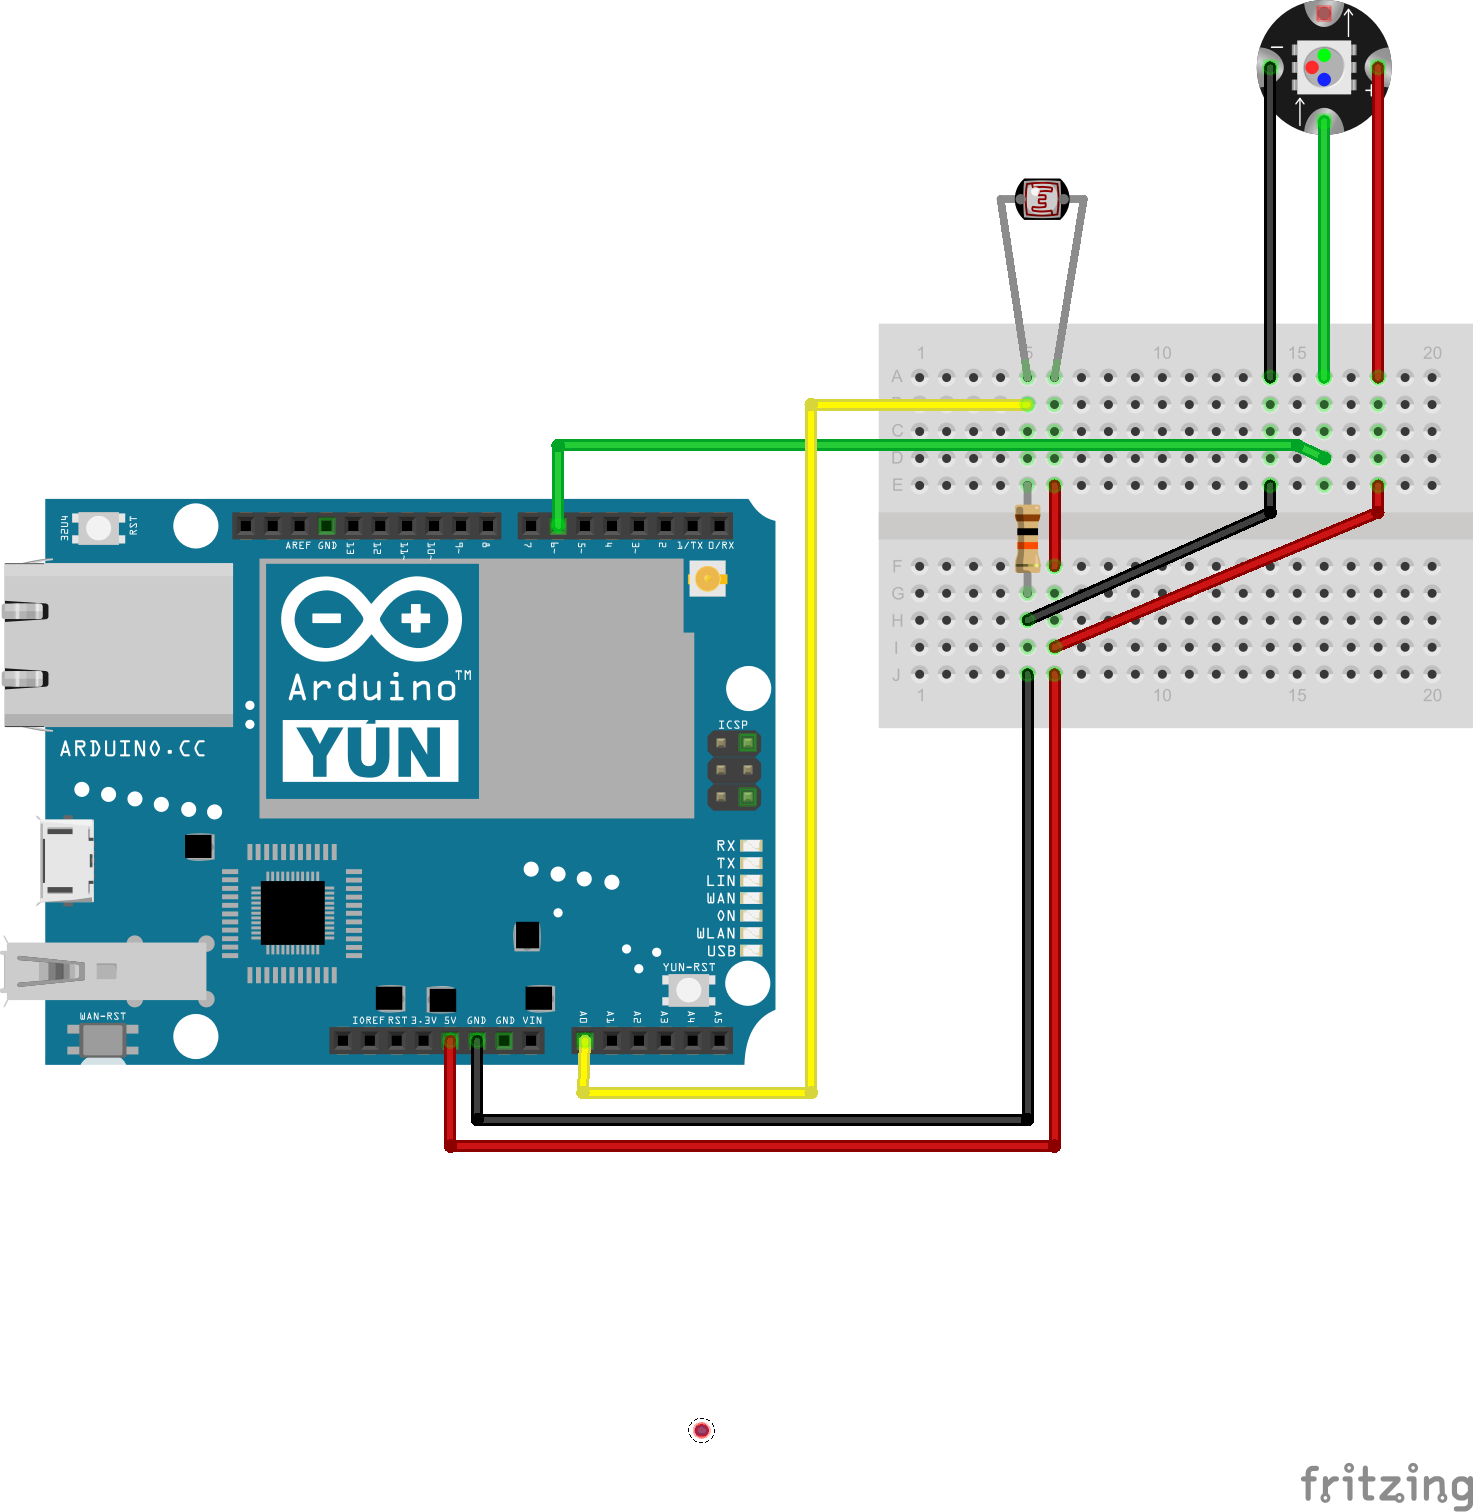 1 5 10 15 20
A
C
D
E
F
G
H
I
J
1 10 15 20
32U4 RST
AREF GND 13 12 11~ 10~ 9~ 8 7 6~ 5~ 4 3~ 2 1/TX 0/RX
Arduino™
YÚN
ICSP
ARDUINO.CC
RX
TX
LIN
WAN
ON
WLAN
USB
YUN-RST
WAN-RST
IOREF RST 3.3V 5V GND GND VIN A0 A1 A2 A3 A4 A5
fritzing